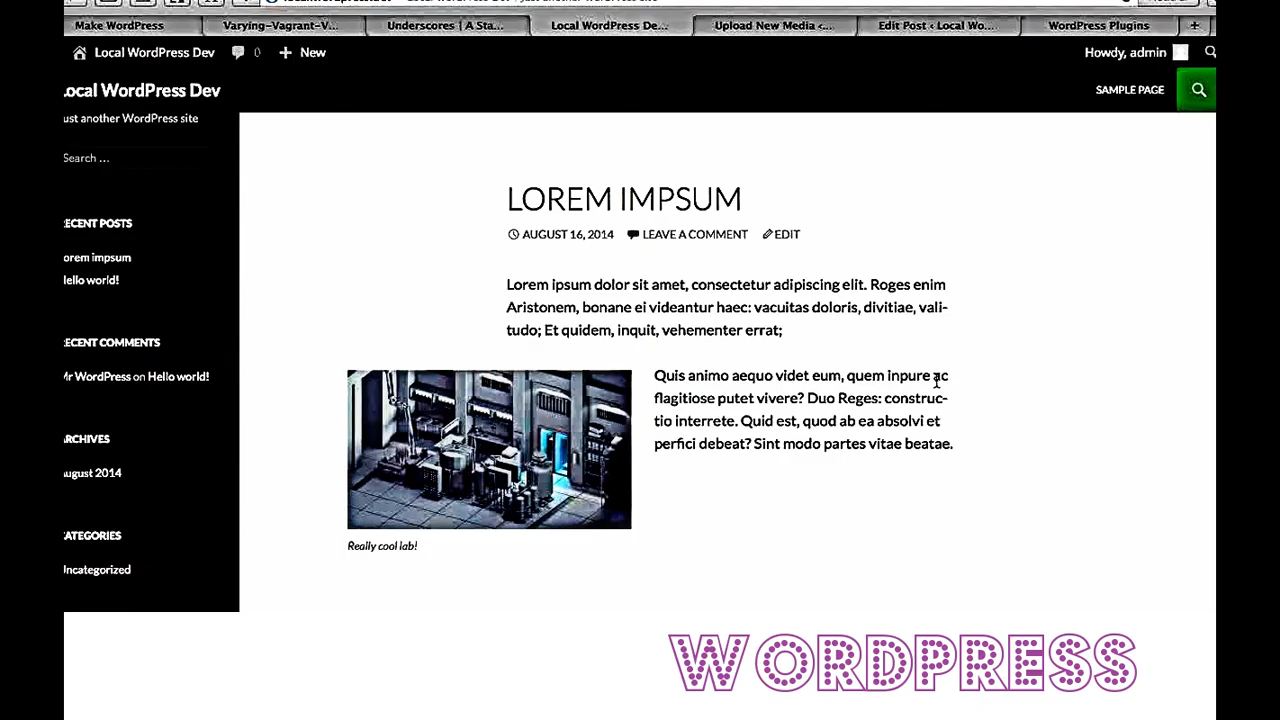 Make WordPress
Varying-Vagrant-V...
Underscores | A Sta...
Local WordPress De...
Upload New Media <...
Edit Post < Local Wo...
WordPress Plugins
+
Local WordPress Dev
0
+ New
Howdy, admin
ocal WordPress Dev
SAMPLE PAGE
ust another WordPress site
Search ...
ECENT POSTS
orem impsum
ello world!
ECENT COMMENTS
Mr WordPress on Hello world!
ARCHIVES
ugust 2014
ATEGORIES
ncategorized
LOREM IMPSUM
AUGUST 16, 2014 LEAVE A COMMENT EDIT
Lorem ipsum dolor sit amet, consectetur adipiscing elit. Roges enim
Aristonem, bonane ei videantur haec: vacuitas doloris, divitiae, vali-
tudo; Et quidem, inquit, vehementer errat;
Quis animo aequo videt eum, quem inpure ac
flagitiose putet vivere? Duo Reges: construc-
tio interrete. Quid est, quod ab ea absolvi et
perfici debeat? Sint modo partes vitae beatae.
Really cool lab!
WORDPRESS